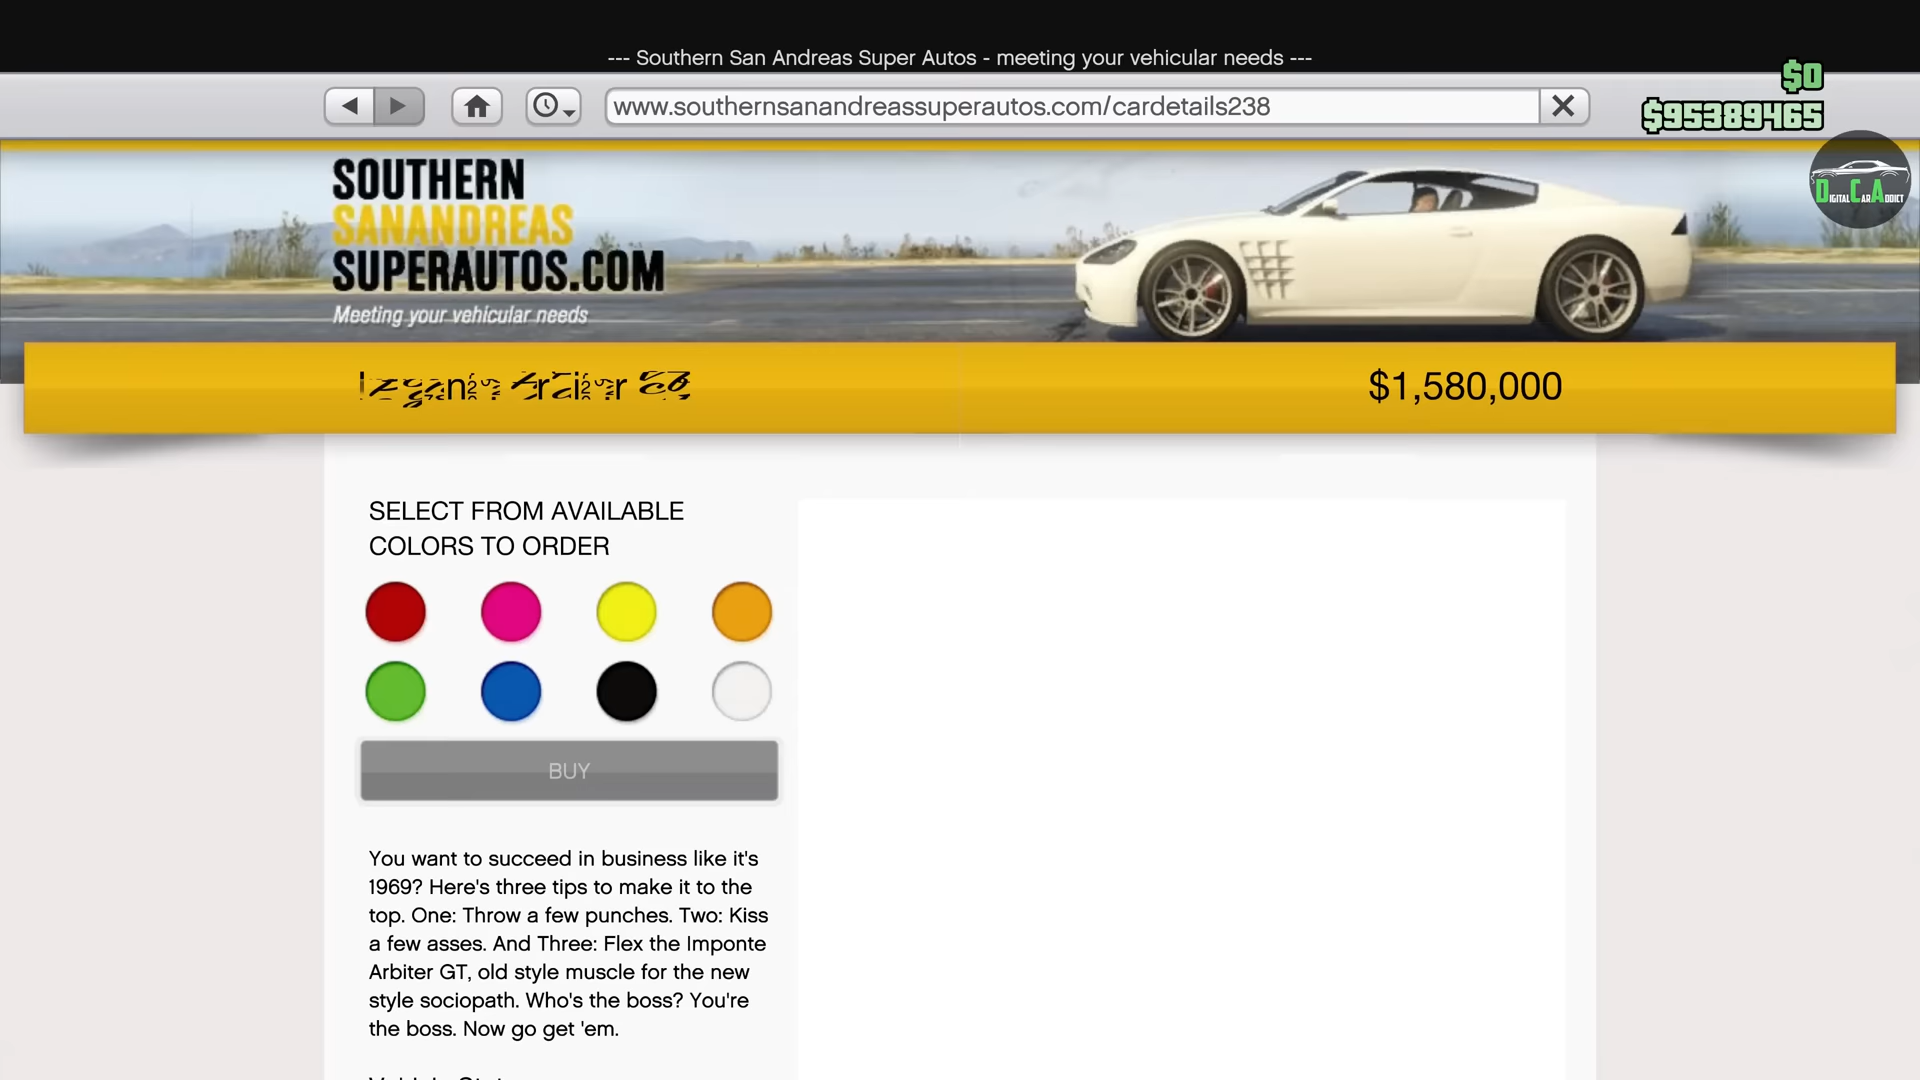 --- Southern San Andreas Super Autos - meeting your vehicular needs ---
$0
www.southernsanandreassuperautos.com/cardetails238
$95389465
DIGITALCARADDICT
SOUTHERN
SANANDREAS
SUPERAUTOS.COM
Meeting your vehicular needs
$1,580,000
SELECT FROM AVAILABLE
COLORS TO ORDER
BUY
You want to succeed in business like it's
1969? Here's three tips to make it to the
top. One: Throw a few punches. Two: Kiss
a few asses. And Three: Flex the Imponte
Arbiter GT, old style muscle for the new
style sociopath. Who's the boss? You're
the boss. Now go get 'em.